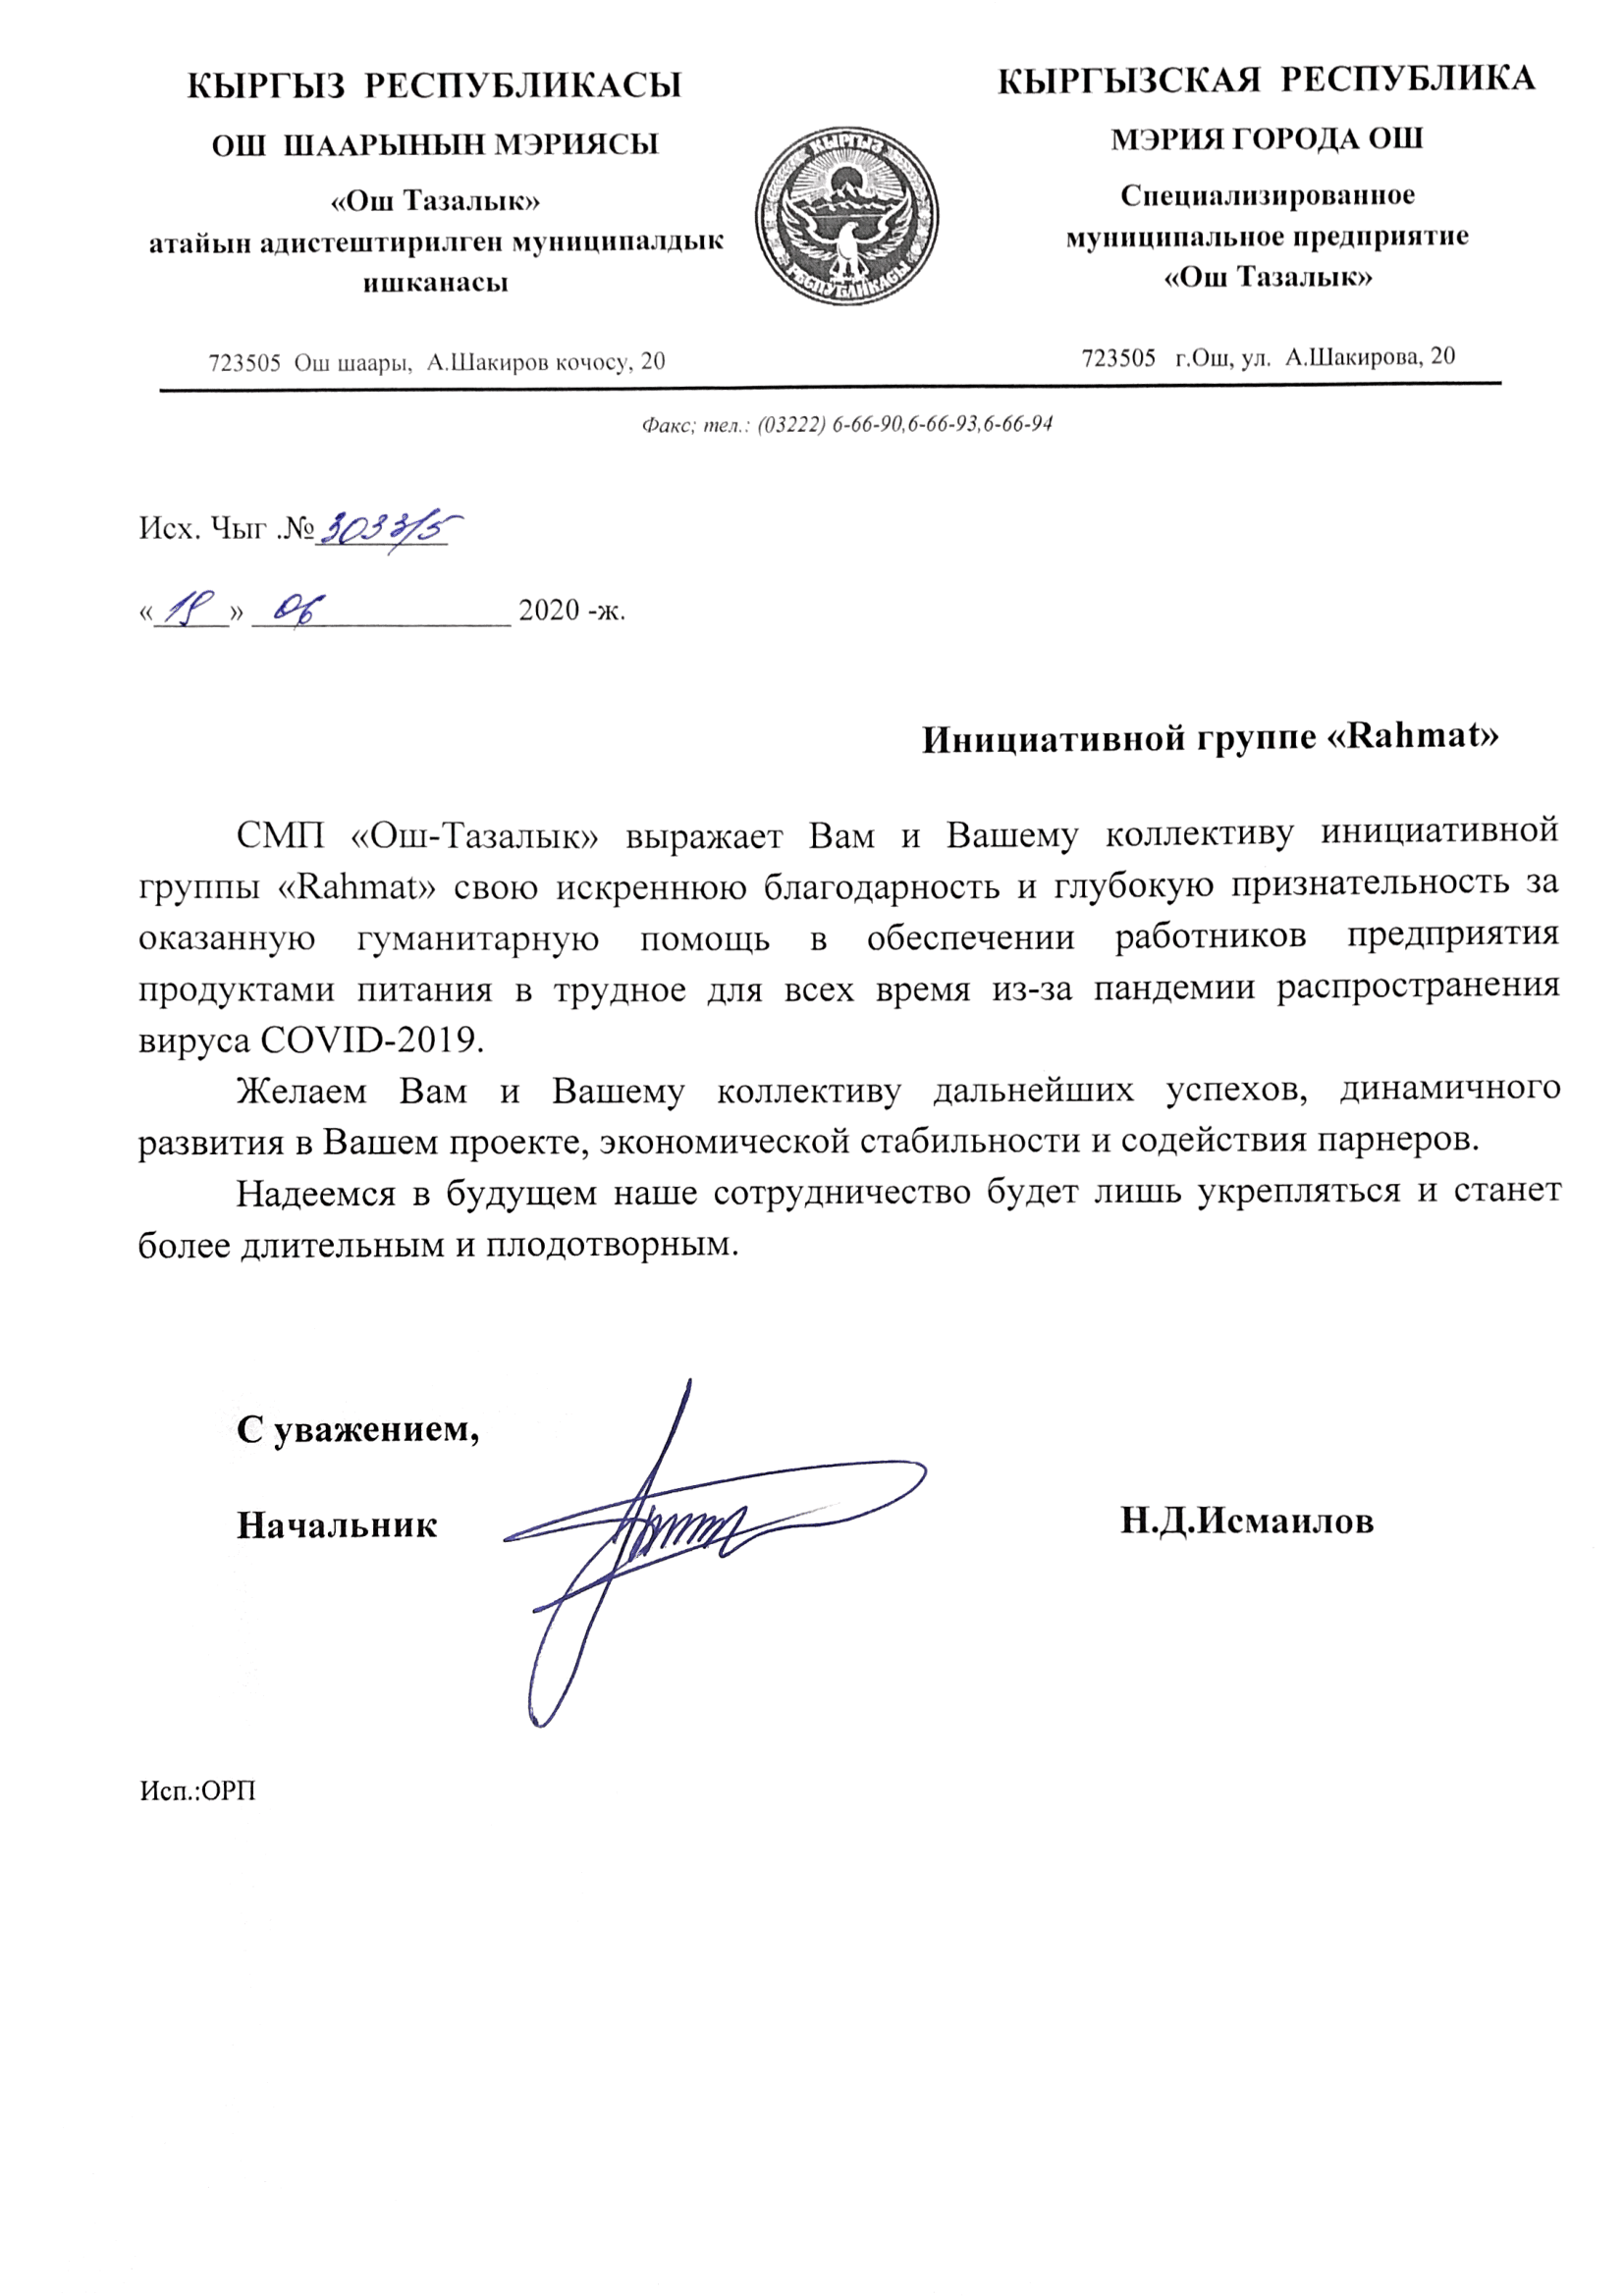 КЫРГЫЗ РЕСПУБЛИКАСЫ
ОШ ШААРЫНЫН МЭРИЯСЫ
«Ош Тазалык»
атайын адистештирилген муниципалдык
ишканасы
723505 Ош шаары, А.Шакиров кочосу, 20
КЫРГЫЗ
РЕСПУБЛИКАСЫ
КЫРГЫЗСКАЯ РЕСПУБЛИКА
МЭРИЯ ГОРОДА ОШ
Специализированное
муниципальное предприятие
«Ош Тазалык»
723505 г.Ош, ул. А.Шакирова, 20
Факс; тел.: (03222) 6-66-90,6-66-93,6-66-94
Исх. Чыг .№ 3033/5
«19» 06 2020 -ж.
Инициативной группе «Rahmat»
СМП «Ош-Тазалык» выражает Вам и Вашему коллективу инициативной
группы «Rahmat» свою искреннюю благодарность и глубокую признательность за
оказанную гуманитарную помощь в обеспечении работников предприятия
продуктами питания в трудное для всех время из-за пандемии распространения
вируса COVID-2019.
Желаем Вам и Вашему коллективу дальнейших успехов, динамичного
развития в Вашем проекте, экономической стабильности и содействия парнеров.
Надеемся в будущем наше сотрудничество будет лишь укрепляться и станет
более длительным и плодотворным.
С уважением,
Начальник Н.Д.Исмаилов
Исп.:ОРП